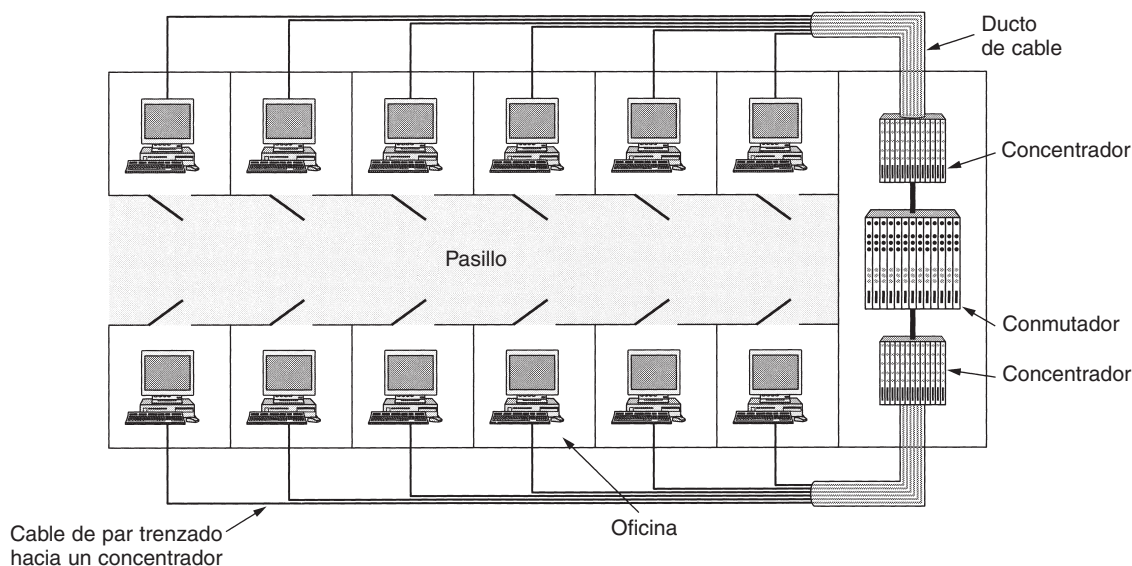 Ducto
de cable
Concentrador
Pasillo
Conmutador
Concentrador
Oficina
Cable de par trenzado
hacia un concentrador